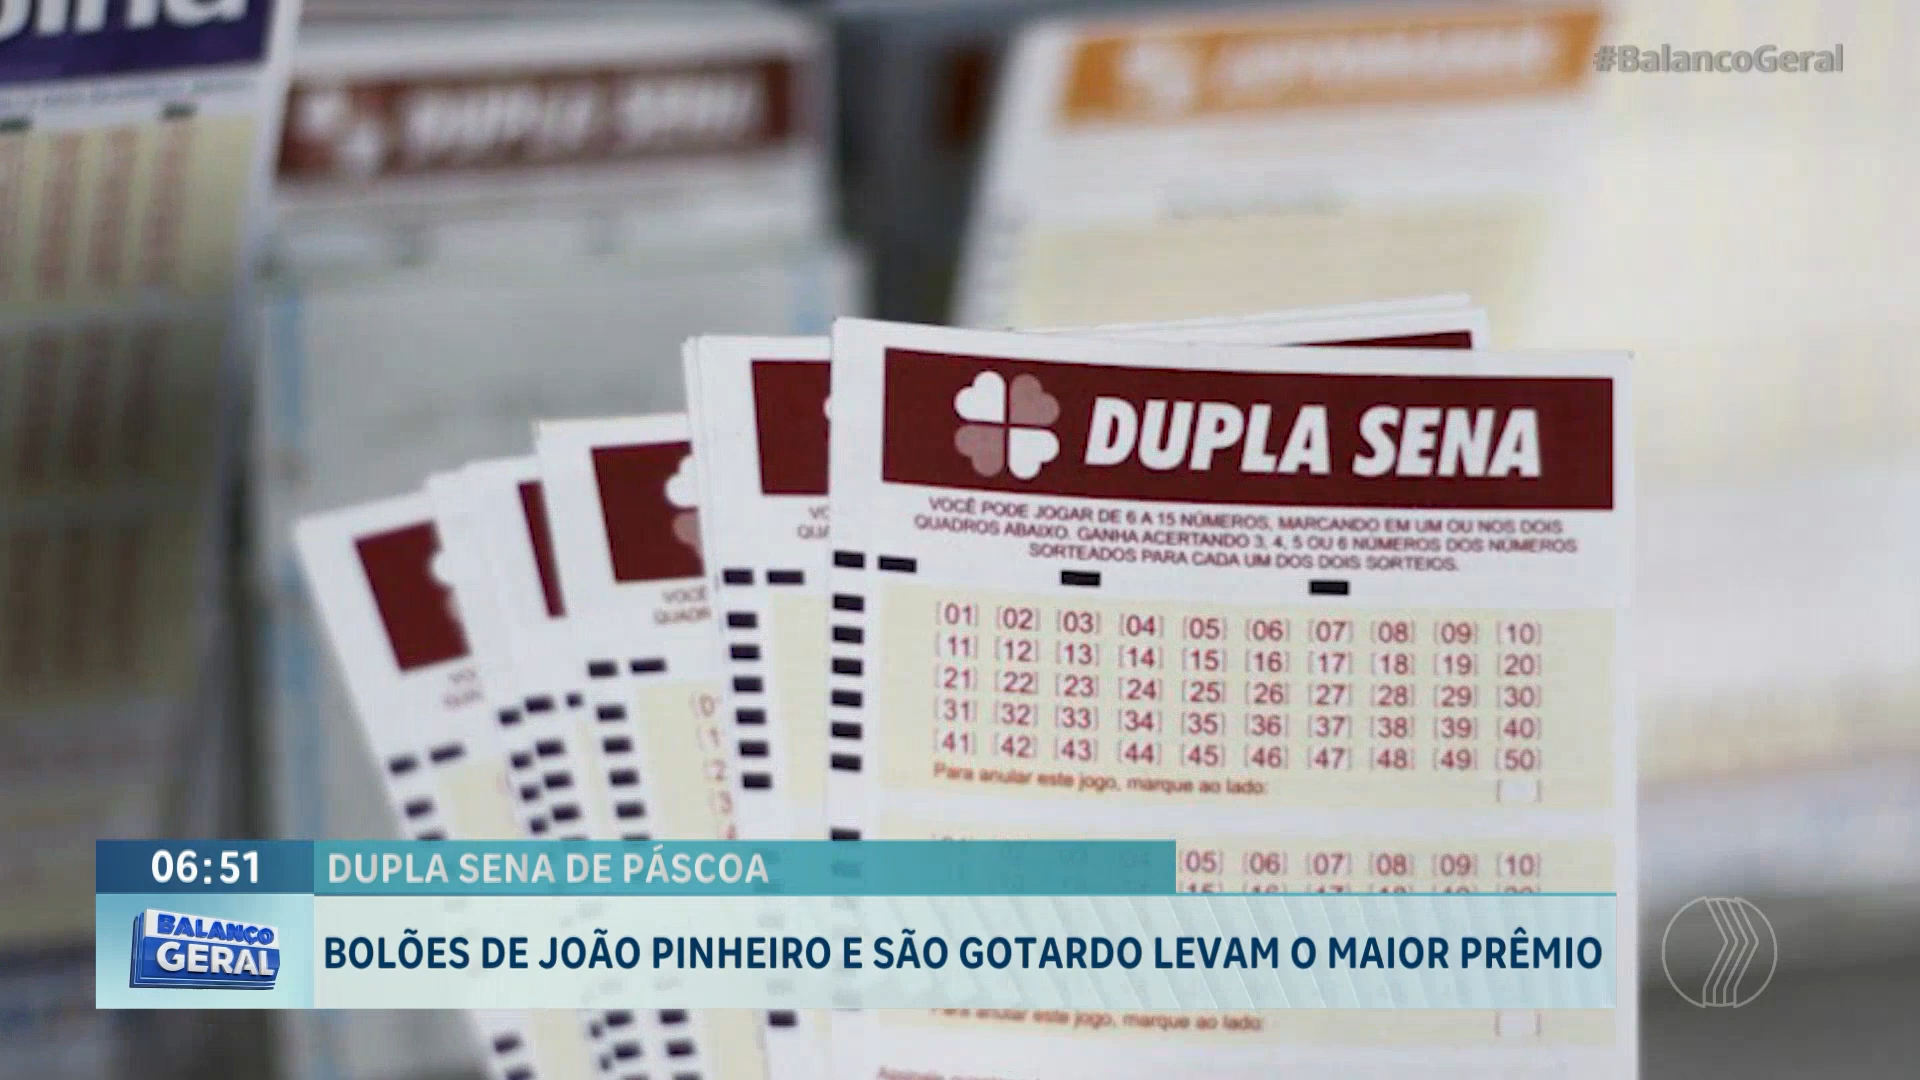 #BalancoGeral
DUPLA SENA
DUPLA SENA
VOCÊ PODE JOGAR DE 6 A 15 NÚMEROS, MARCANDO EM UM OU NOS DOIS
QUADROS ABAIXO. GANHA ACERTANDO 3, 4, 5 OU 6 NÚMEROS DOS NÚMEROS
SORTEADOS PARA CADA UM DOS DOIS SORTEIOS.
[01] [02] [03] [04] [05] [06] [07] [08] [09] [10]
[11] [12] [13] [14] [15] [16] [17] [18] [19] [20]
[21] [22] [23] [24] [25] [26] [27] [28] [29] [30]
[31] [32] [33] [34] [35] [36] [37] [38] [39] [40]
[41] [42] [43] [44] [45] [46] [47] [48] [49] [50]
Para anular este jogo, marque ao lado: [ ]
[05] [06] [07] [08] [09] [10]
06:51 DUPLA SENA DE PÁSCOA
BALANÇO
GERAL
BOLÕES DE JOÃO PINHEIRO E SÃO GOTARDO LEVAM O MAIOR PRÊMIO
Para anular este jogo, marque ao lado: [ ]